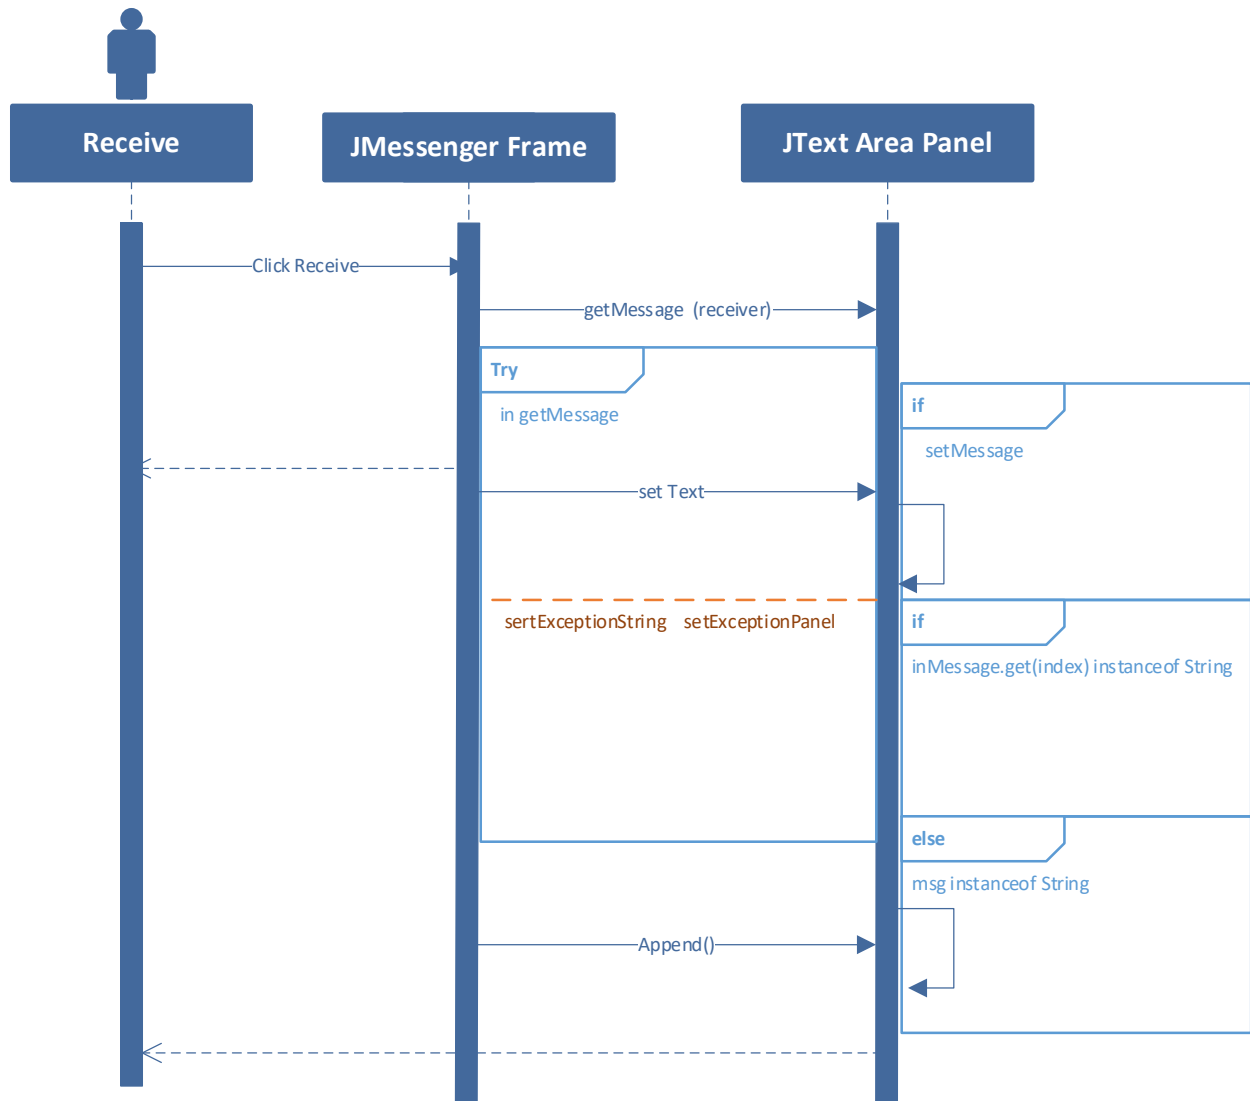 Receive
JMessenger Frame
JText Area Panel
Click Receive
getMessage (receiver)
Try
in getMessage
if
setMessage
set Text
sertExceptionString setExceptionPanel
if
inMessage.get(index) instanceof String
else
msg instanceof String
Append()